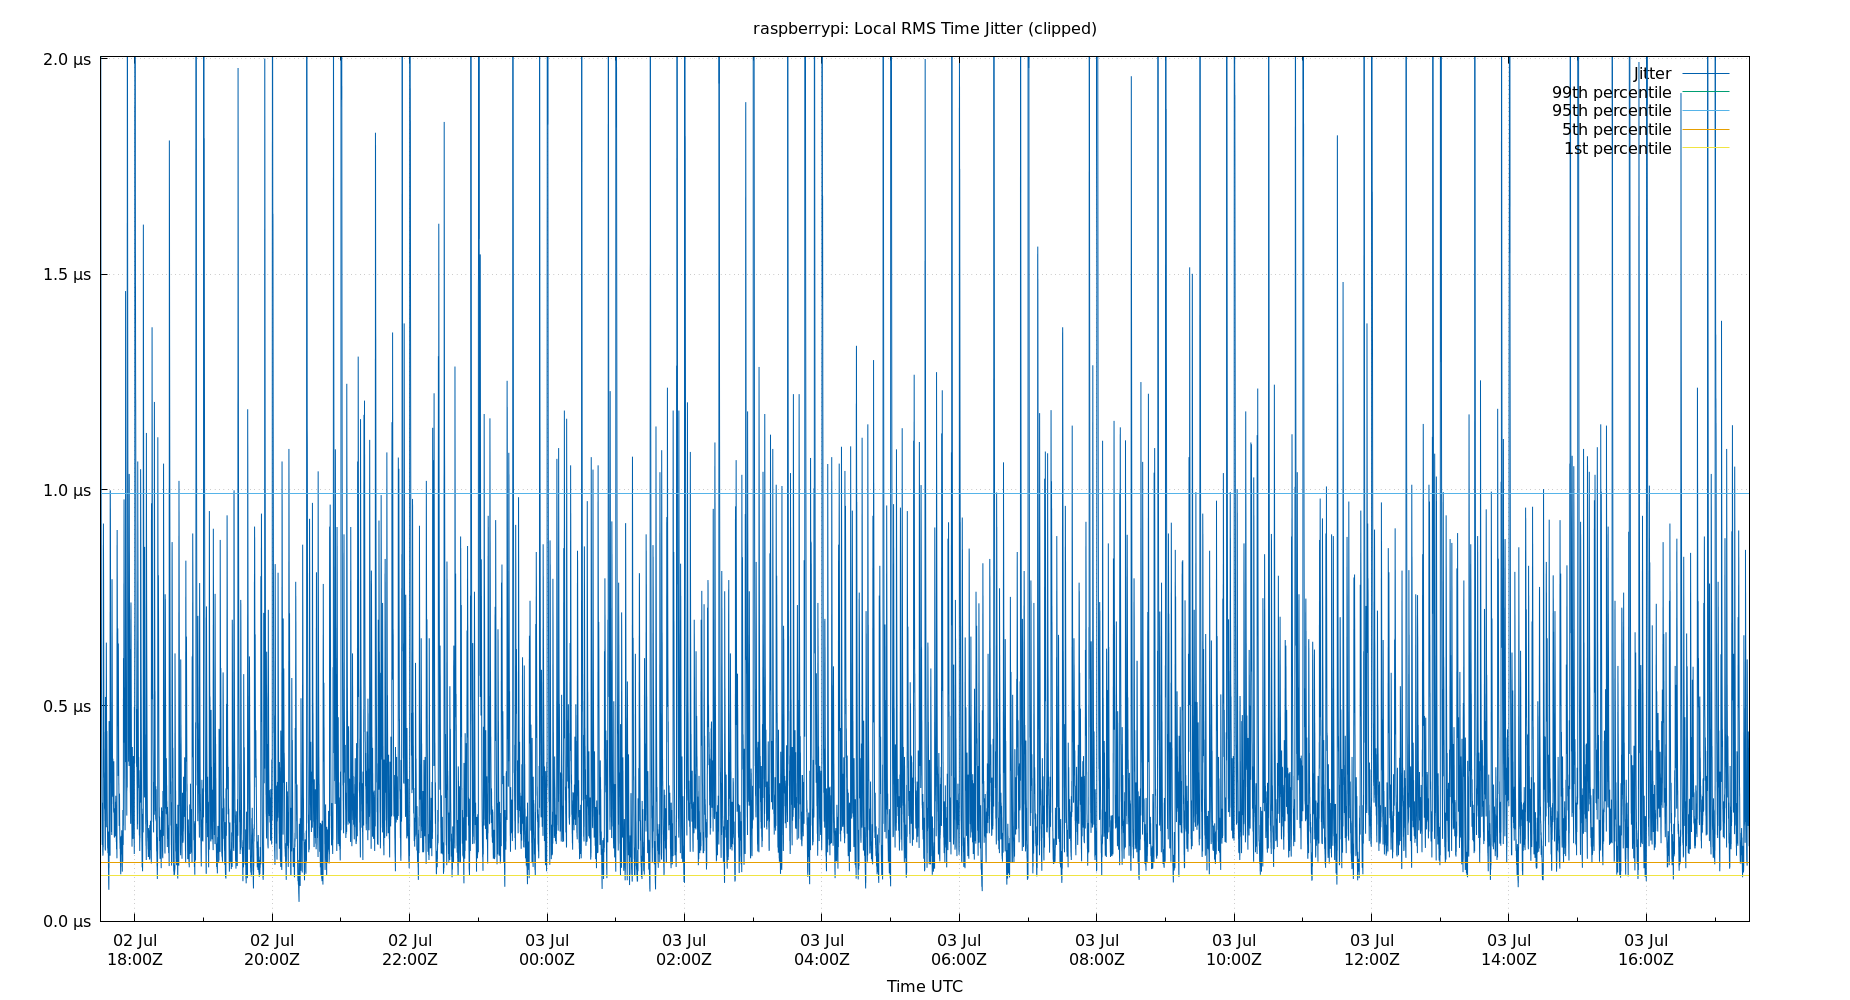 raspberrypi: Local RMS Time Jitter (clipped)
2.0 µs
1.5 µs
1.0 µs
0.5 µs
0.0 µs
Jitter
99th percentile
95th percentile
5th percentile
1st percentile
02 Jul 02 Jul 02 Jul 03 Jul 03 Jul 03 Jul 03 Jul 03 Jul 03 Jul 03 Jul 03 Jul 03 Jul
18:00Z 20:00Z 22:00Z 00:00Z 02:00Z 04:00Z 06:00Z 08:00Z 10:00Z 12:00Z 14:00Z 16:00Z
Time UTC